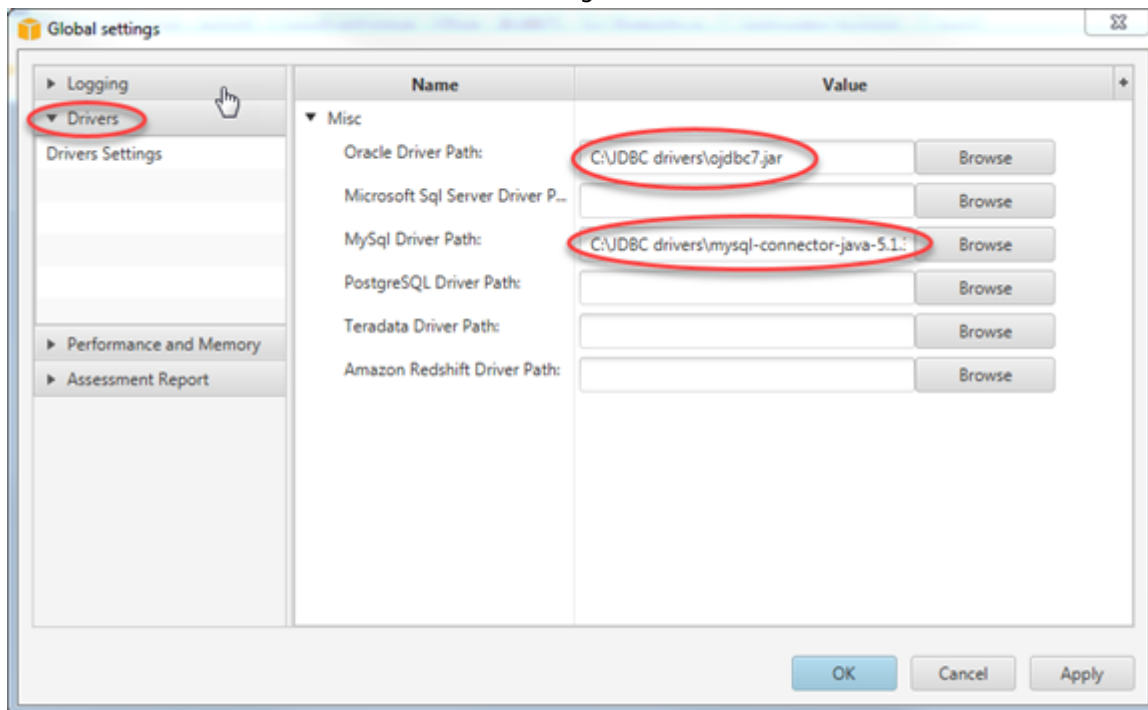 Global settings
Logging
Drivers
Drivers Settings
Performance and Memory
Assessment Report
Name Value
Misc
Oracle Driver Path: C:\JDBC drivers\ojdbc7.jar Browse
Microsoft Sql Server Driver P... Browse
MySql Driver Path: C:\JDBC drivers\mysql-connector-java-5.1. Browse
PostgreSQL Driver Path: Browse
Teradata Driver Path: Browse
Amazon Redshift Driver Path: Browse
OK Cancel Apply